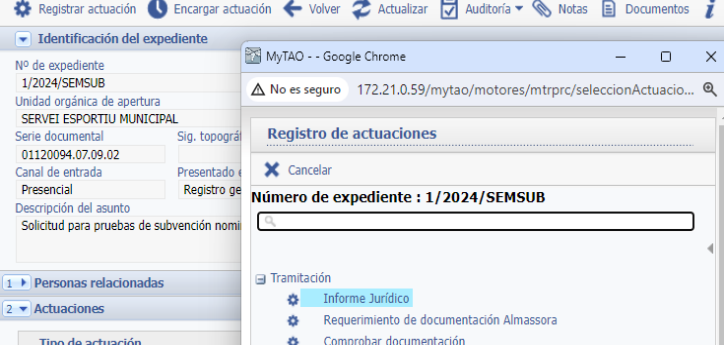 Registrar actuación Encargar actuación Volver Actualizar Auditoría Notas Documentos
Identificación del expediente
Nº de expediente
1/2024/SEMSUB
Unidad orgánica de apertura
SERVEI ESPORTIU MUNICIPAL
Serie documental Sig. topográ
01120094.07.09.02
Canal de entrada Presentado e
Presencial Registro ge
Descripción del asunto
Solicitud para pruebas de subvención nomi
1 Personas relacionadas
2 Actuaciones
Tipo de actuación
MyTAO - - Google Chrome
No es seguro 172.21.0.59/mytao/motores/mtrprc/seleccionActuacio...
Registro de actuaciones
Cancelar
Número de expediente : 1/2024/SEMSUB
Tramitación
Informe Jurídico
Requerimiento de documentación Almassora
Comprobar documentación